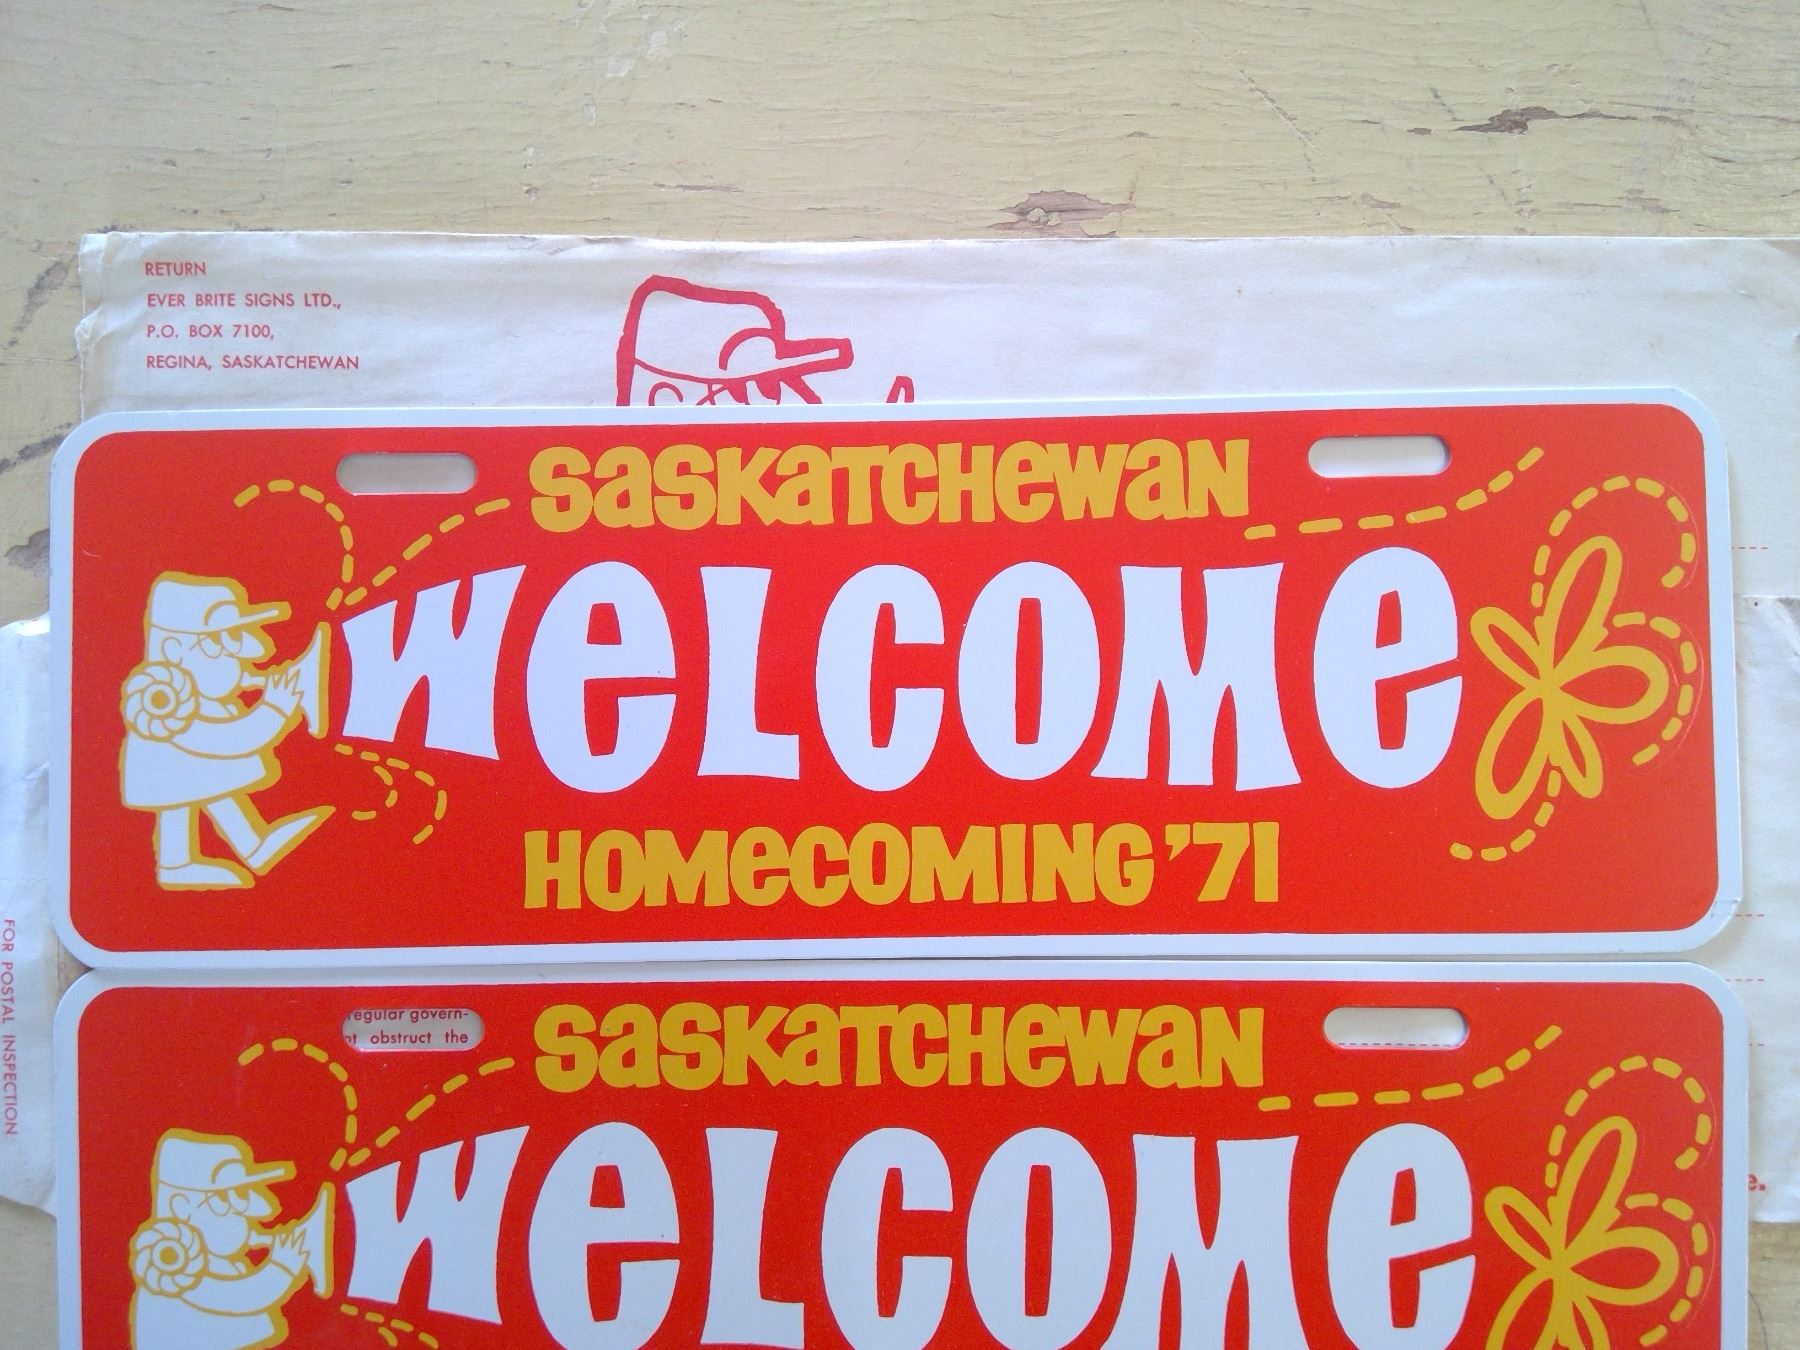 RETURN
EVER BRITE SIGNS LTD.,
P.O. BOX 7100,
REGINA, SASKATCHEWAN
SaSKaTCHeWaN
WeLCOMe
HOMeCOMING '71
FOR POSTAL INSPECTION
regular govern-
obstruct the
SaSKaTCHeWaN
WeLCOMe